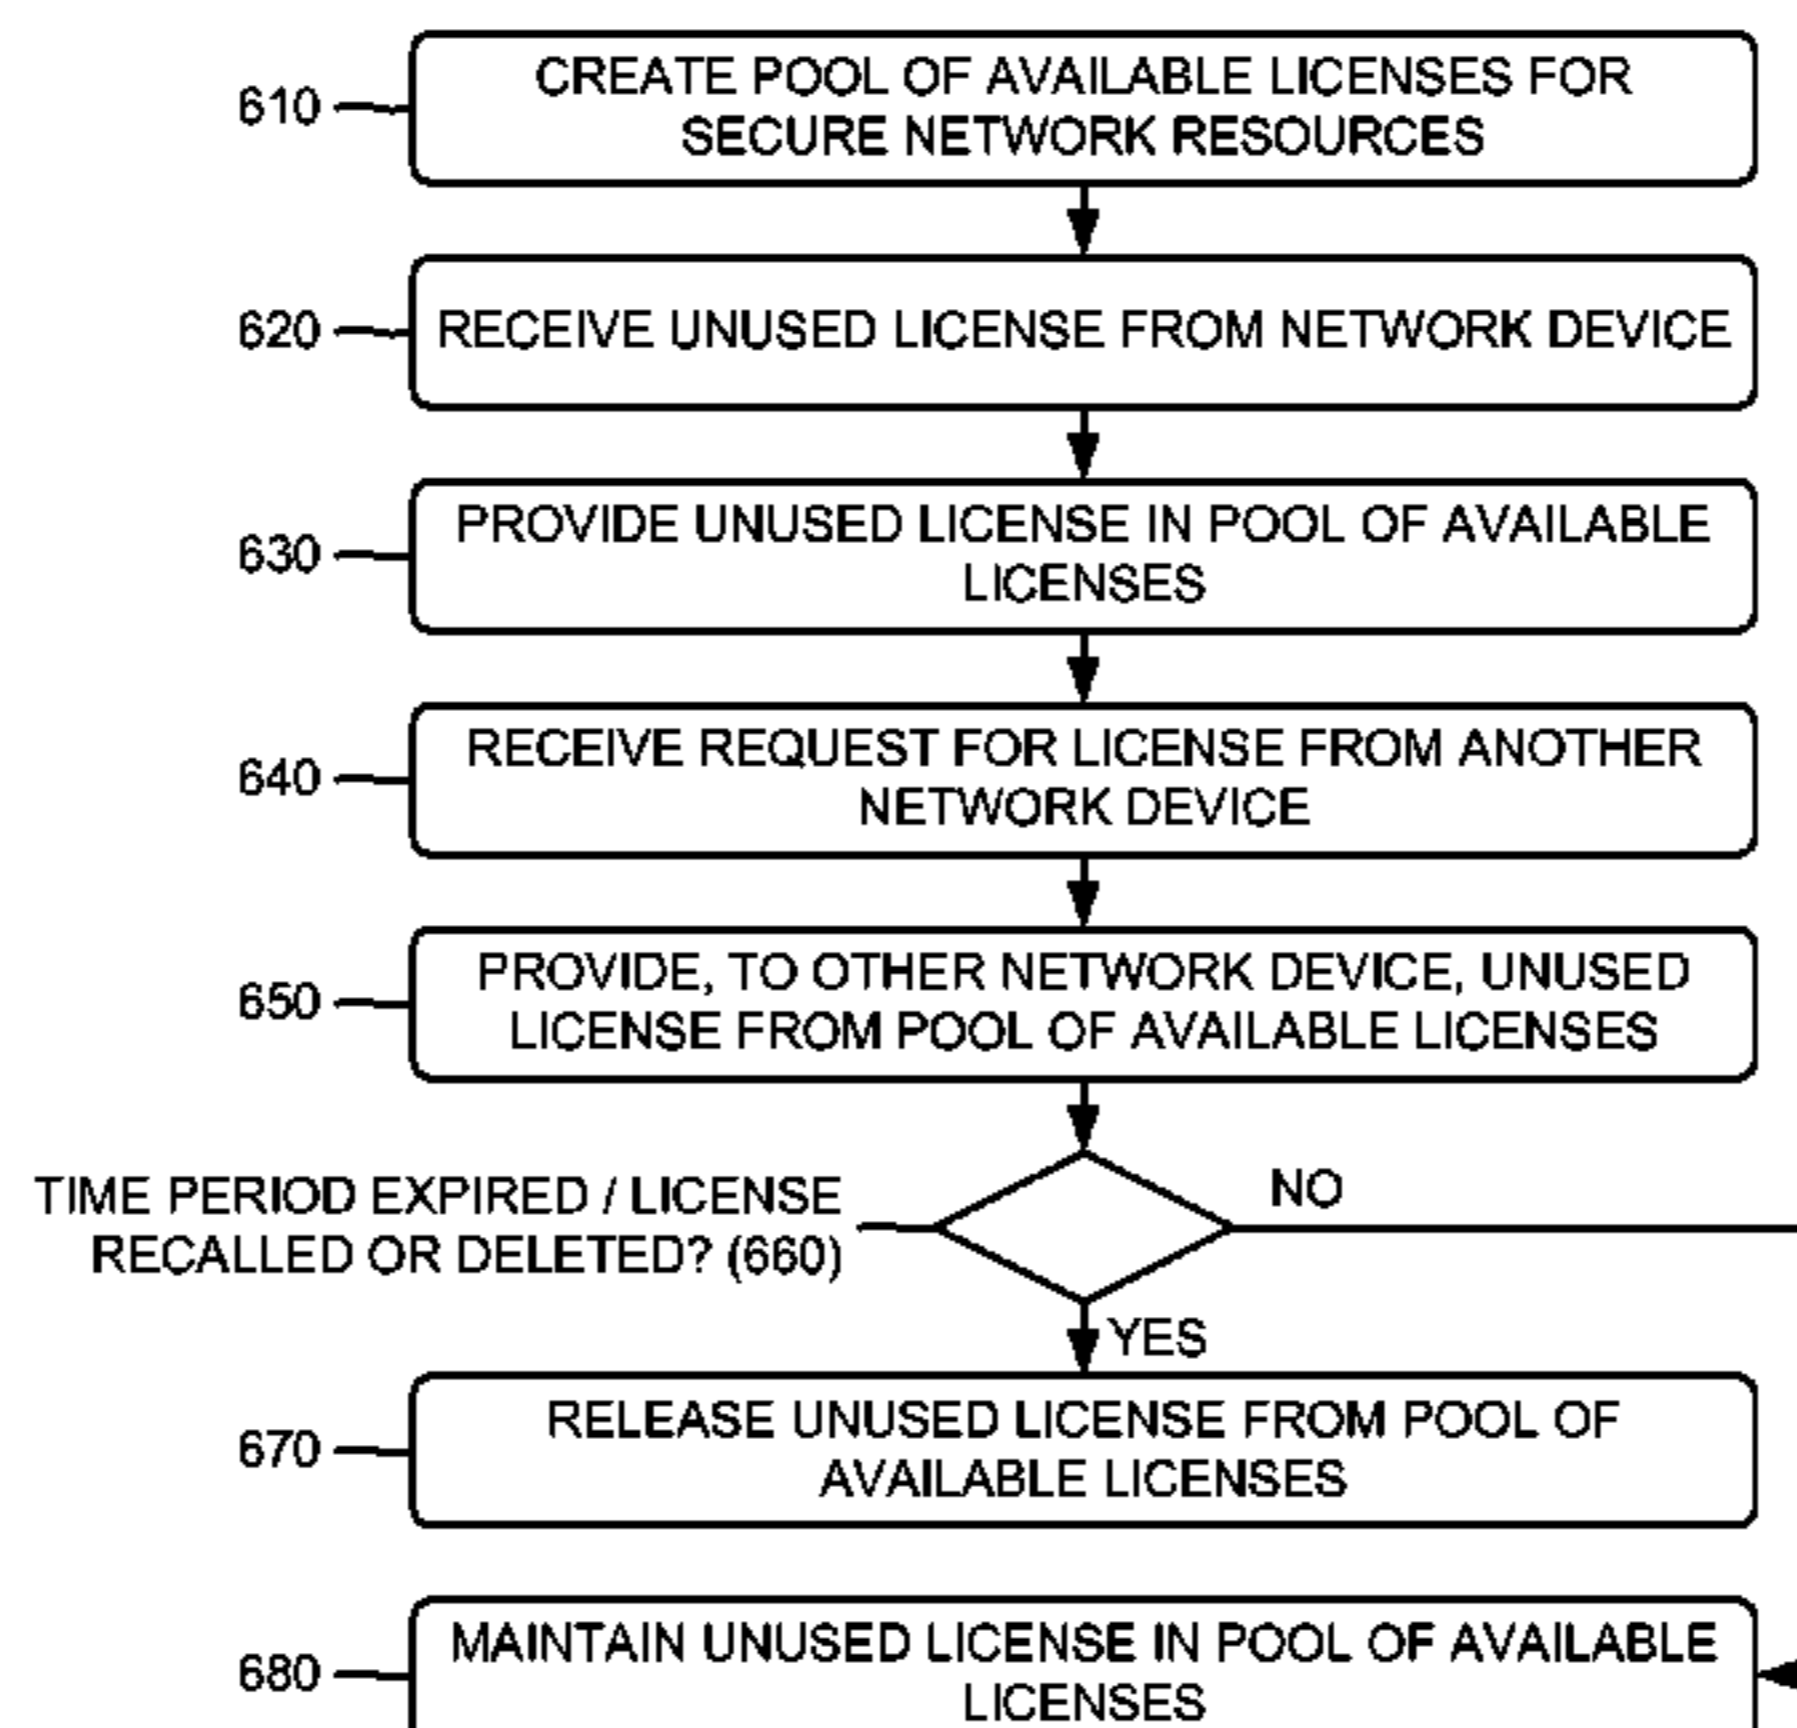 610
CREATE POOL OF AVAILABLE LICENSES FOR
SECURE NETWORK RESOURCES
620
RECEIVE UNUSED LICENSE FROM NETWORK DEVICE
630
PROVIDE UNUSED LICENSE IN POOL OF AVAILABLE
LICENSES
640
RECEIVE REQUEST FOR LICENSE FROM ANOTHER
NETWORK DEVICE
650
PROVIDE, TO OTHER NETWORK DEVICE, UNUSED
LICENSE FROM POOL OF AVAILABLE LICENSES
TIME PERIOD EXPIRED / LICENSE
RECALLED OR DELETED? (660)
NO
YES
670
RELEASE UNUSED LICENSE FROM POOL OF
AVAILABLE LICENSES
680
MAINTAIN UNUSED LICENSE IN POOL OF AVAILABLE
LICENSES